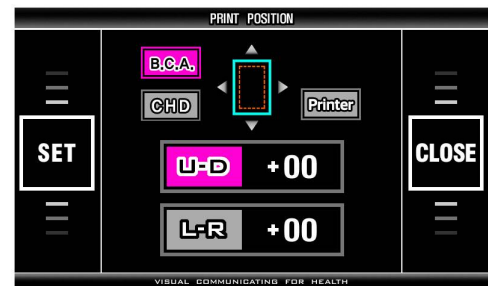 PRINT POSITION
B.C.A.
CHD
Printer
SET
CLOSE
U-D +00
L-R +00
VISUAL COMMUNICATING FOR HEALTH